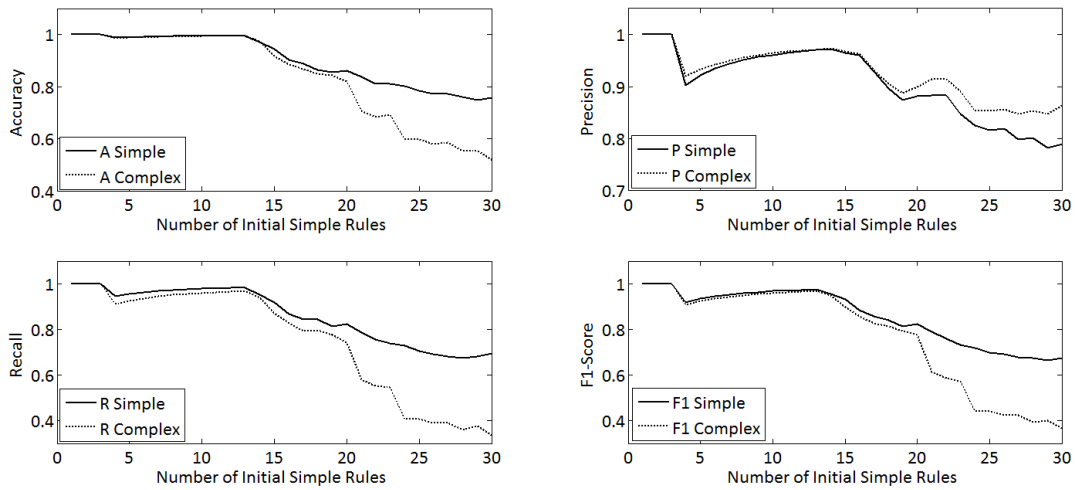 Accuracy
1
0.8
0.6
0.4
A Simple
A Complex
0 5 10 15 20 25 30
Number of Initial Simple Rules
Precision
1
0.9
0.8
0.7
P Simple
P Complex
0 5 10 15 20 25 30
Number of Initial Simple Rules
Recall
1
0.8
0.6
0.4
R Simple
R Complex
0 5 10 15 20 25 30
Number of Initial Simple Rules
F1-Score
1
0.8
0.6
0.4
F1 Simple
F1 Complex
0 5 10 15 20 25 30
Number of Initial Simple Rules